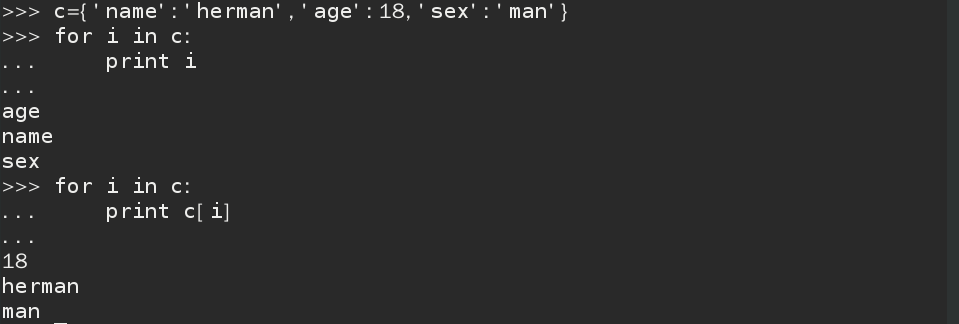 >>> c={'name':'herman','age':18,'sex':'man'}
>>> for i in c:
...     print i
...
age
name
sex
>>> for i in c:
...     print c[i]
...
18
herman
man